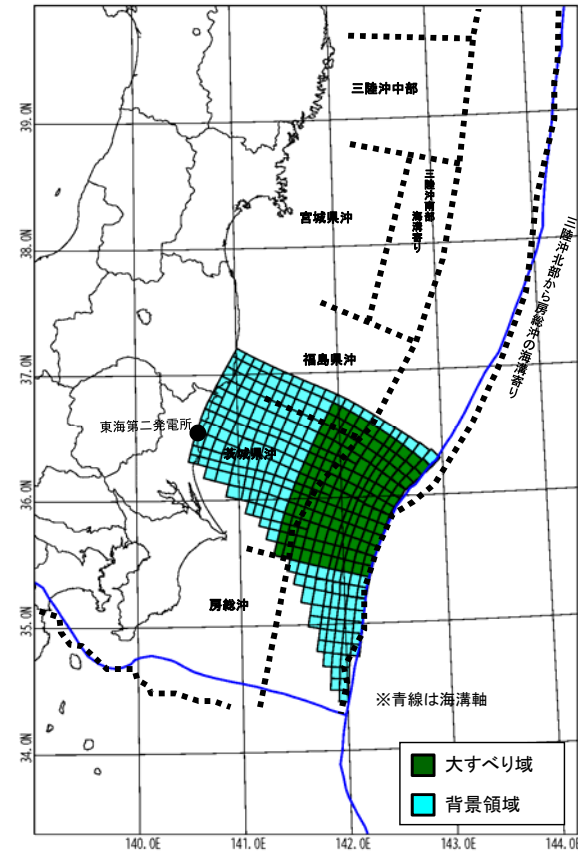 三陸沖中部
39.0N
三陸沖南部
海溝寄り
宮城県沖
三陸沖北部から房総沖の海溝寄り
38.0N
福島県沖
37.0N
東海第二発電所
茨城県沖
36.0N
房総沖
35.0N
※青線は海溝軸
34.0N
大すべり域
背景領域
140.0E
141.0E
142.0E
143.0E
144.0E